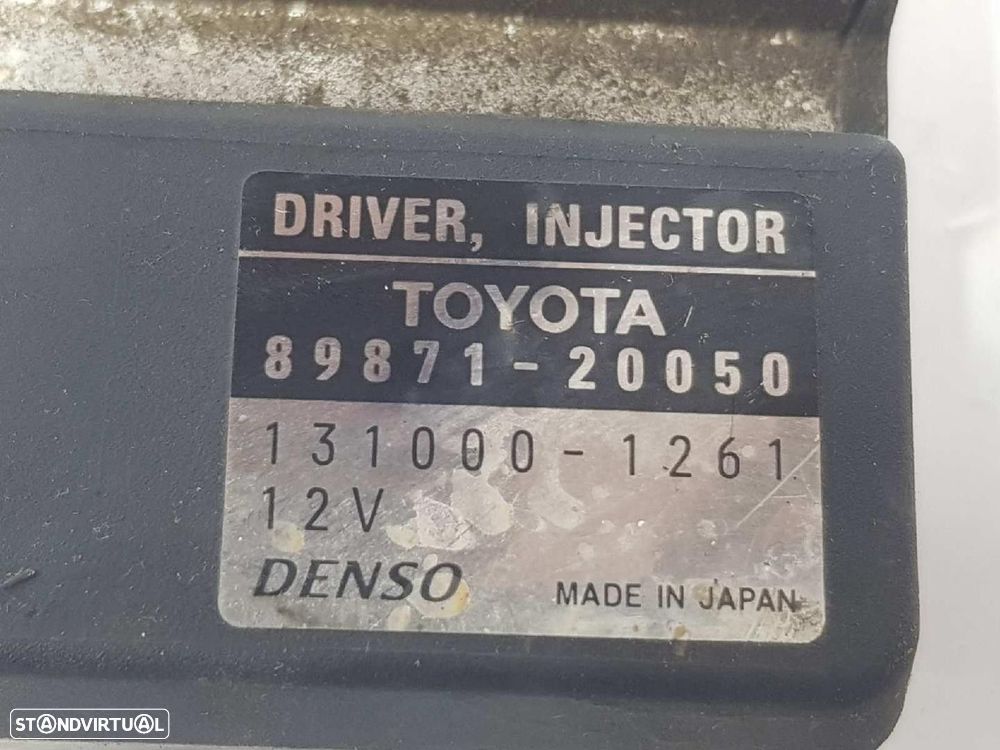 DRIVER, INJECTOR
TOYOTA
89871-20050
131000-1261
12V
DENSO
MADE IN JAPAN
STANDVIRTUAL